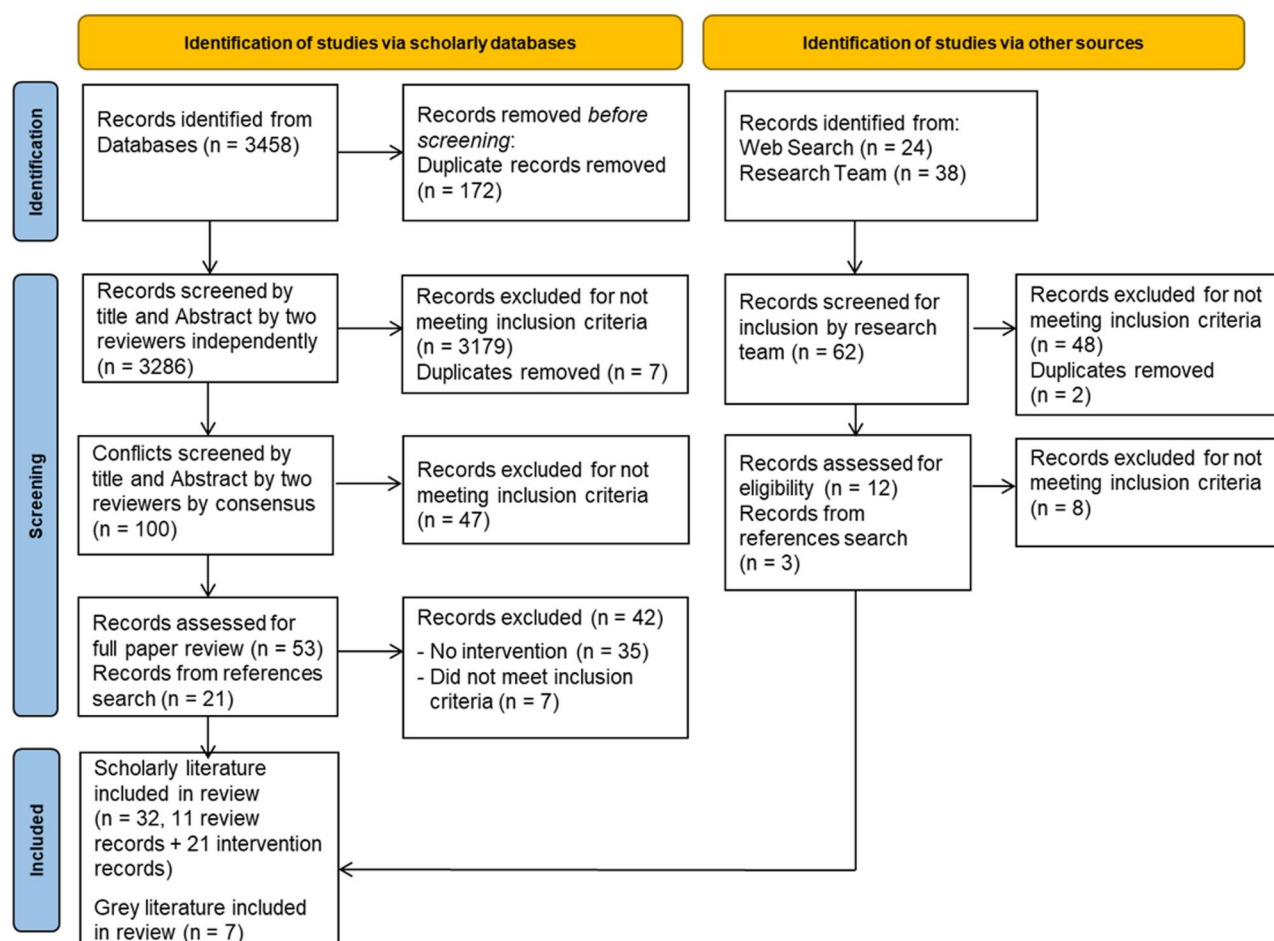 Identification of studies via scholarly databases
Identification of studies via other sources
Identification
Records identified from
Databases (n = 3458)
Records removed before
screening:
Duplicate records removed
(n = 172)
Records identified from:
Web Search (n = 24)
Research Team (n = 38)
Screening
Records screened by
title and Abstract by two
reviewers independently
(n = 3286)
Records excluded for not
meeting inclusion criteria
(n = 3179)
Duplicates removed (n = 7)
Records screened for
inclusion by research
team (n = 62)
Records excluded for not
meeting inclusion criteria
(n = 48)
Duplicates removed
(n = 2)
Conflicts screened by
title and Abstract by two
reviewers by consensus
(n = 100)
Records excluded for not
meeting inclusion criteria
(n = 47)
Records assessed for
eligibility (n = 12)
Records from
references search
(n = 3)
Records excluded for not
meeting inclusion criteria
(n = 8)
Records assessed for
full paper review (n = 53)
Records from references
search (n = 21)
Records excluded (n = 42)
- No intervention (n = 35)
- Did not meet inclusion
criteria (n = 7)
Included
Scholarly literature
included in review
(n = 32, 11 review
records + 21 intervention
records)
Grey literature included
in review (n = 7)